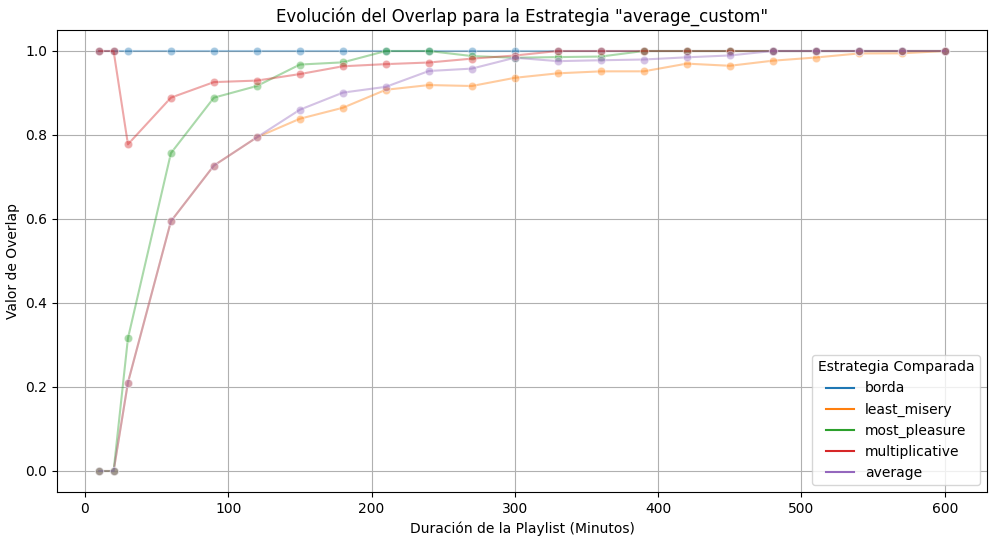 Evolución del Overlap para la Estrategia "average_custom"
Valor de Overlap
1.0
0.8
0.6
0.4
0.2
0.0
Estrategia Comparada
borda
least_misery
most_pleasure
multiplicative
average
0 100 200 300 400 500 600
Duración de la Playlist (Minutos)